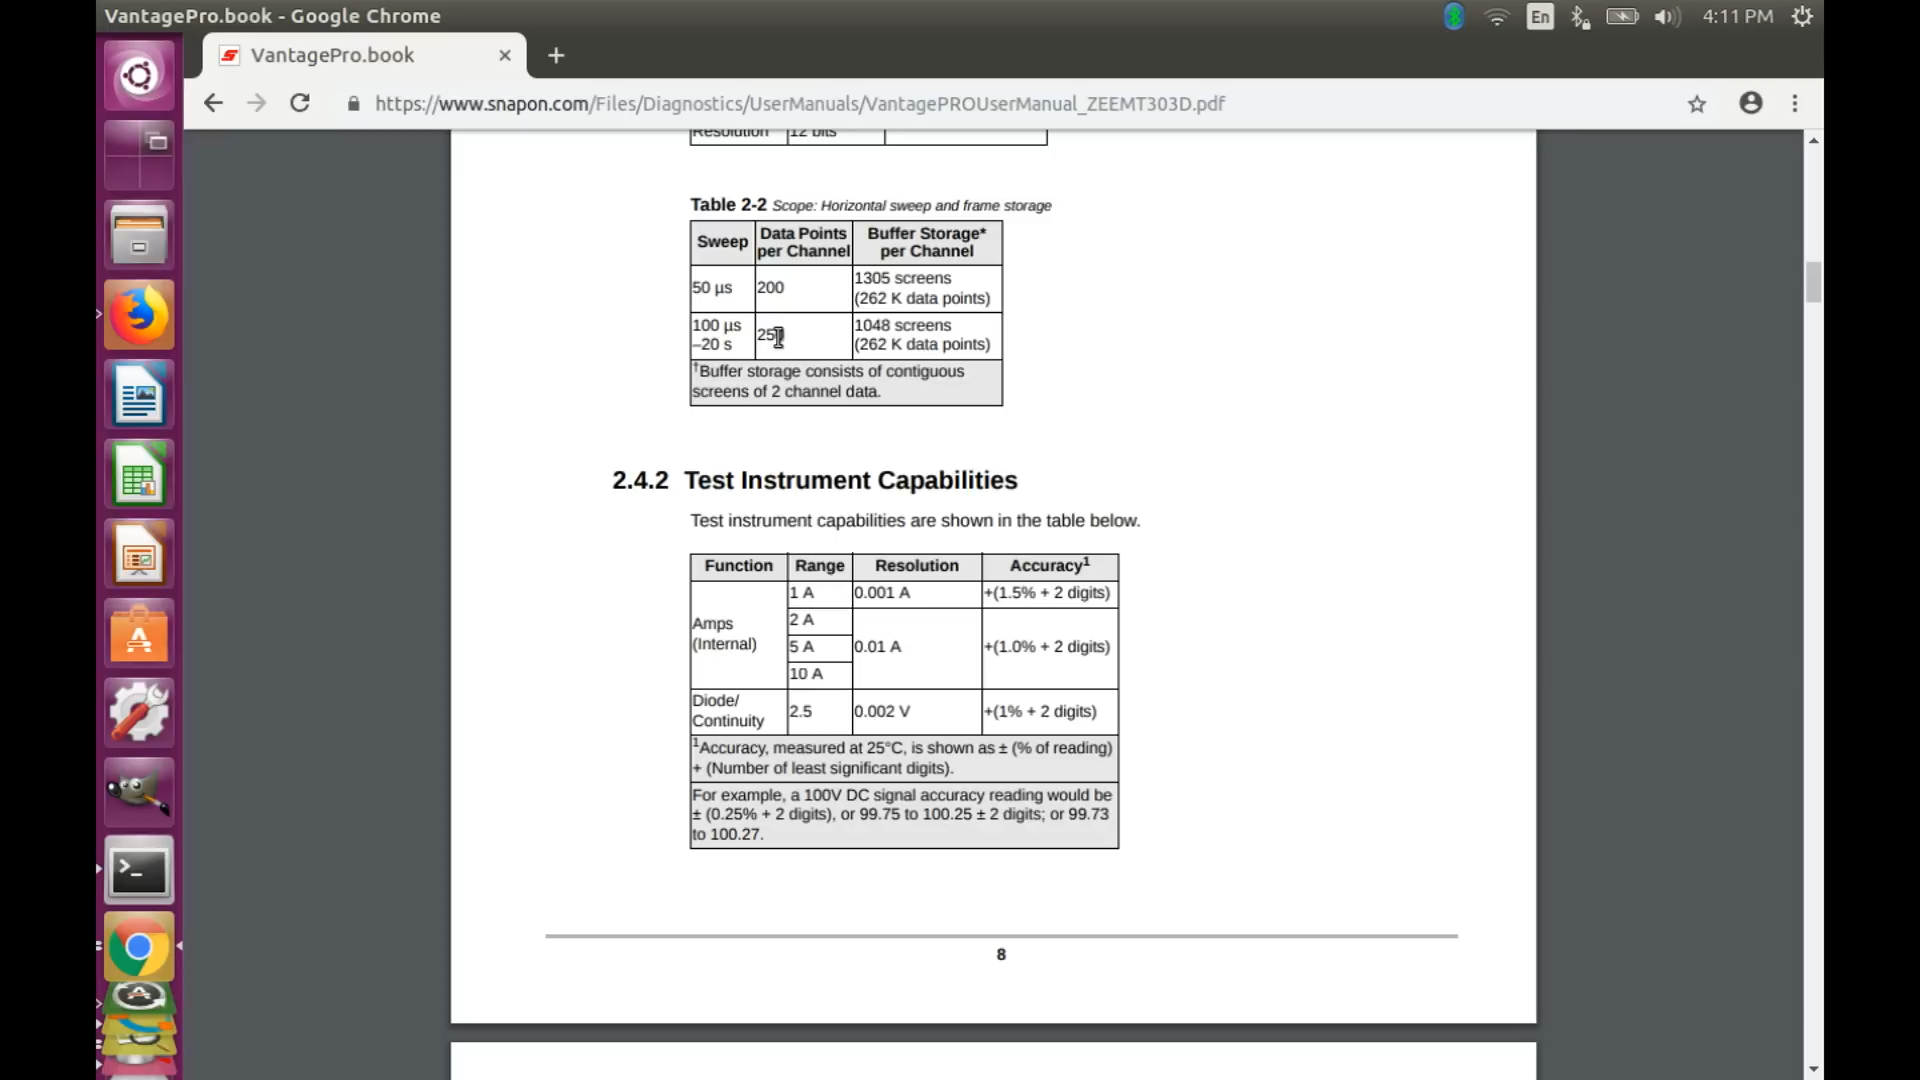 VantagePro.book - Google Chrome
En
4:11 PM
VantagePro.book
https://www.snapon.com/Files/Diagnostics/UserManuals/VantagePROUserManual_ZEEMT303D.pdf
Resolution 12 bits
Table 2-2 Scope: Horizontal sweep and frame storage
Sweep
Data Points
per Channel
Buffer Storage*
per Channel
50 µs
200
1305 screens
(262 K data points)
100 µs
–20 s
1048 screens
(262 K data points)
†Buffer storage consists of contiguous
screens of 2 channel data.
2.4.2 Test Instrument Capabilities
Test instrument capabilities are shown in the table below.
Function Range Resolution Accuracy1
Amps
(Internal)
1 A 0.001 A +(1.5% + 2 digits)
2 A
5 A 0.01 A +(1.0% + 2 digits)
10 A
Diode/
Continuity
2.5 0.002 V +(1% + 2 digits)
1Accuracy, measured at 25°C, is shown as ± (% of reading)
+ (Number of least significant digits).
For example, a 100V DC signal accuracy reading would be
± (0.25% + 2 digits), or 99.75 to 100.25 ± 2 digits; or 99.73
to 100.27.
8